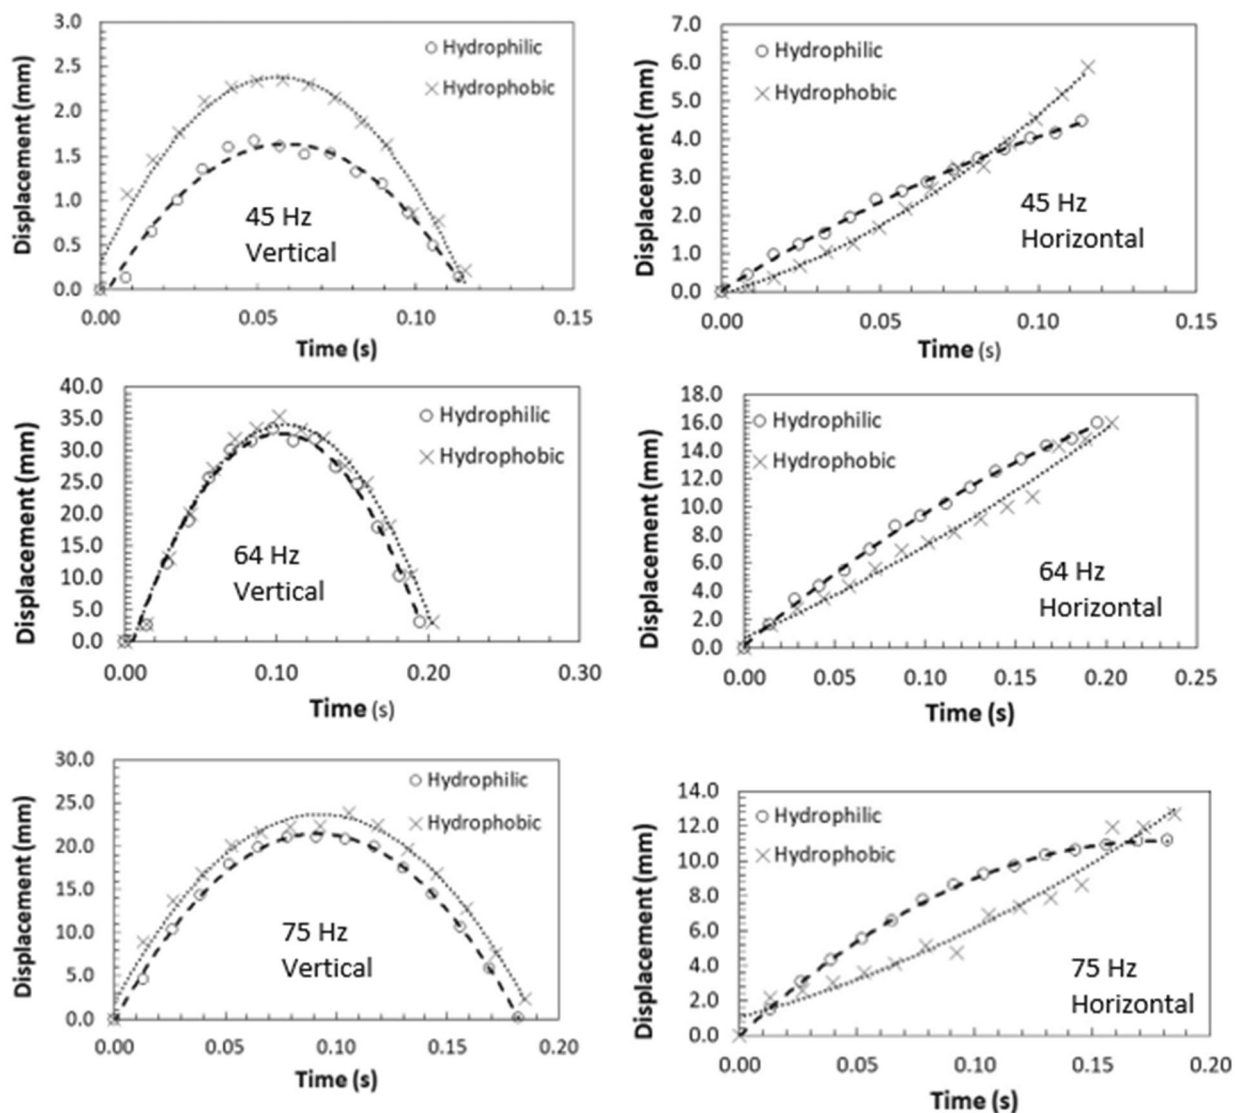 3.0
2.5
2.0
1.5
1.0
0.5
0.0
Displacement (mm)
Hydrophilic
Hydrophobic
45 Hz
Vertical
0.00 0.05 0.10 0.15
Time (s)
7.0
6.0
5.0
4.0
3.0
2.0
1.0
0.0
Displacement (mm)
Hydrophilic
Hydrophobic
45 Hz
Horizontal
0.00 0.05 0.10 0.15
Time (s)
40.0
35.0
30.0
25.0
20.0
15.0
10.0
5.0
0.0
Displacement (mm)
Hydrophilic
Hydrophobic
64 Hz
Vertical
0.00 0.10 0.20 0.30
Time (s)
18.0
16.0
14.0
12.0
10.0
8.0
6.0
4.0
2.0
0.0
Displacement (mm)
Hydrophilic
Hydrophobic
64 Hz
Horizontal
0.00 0.05 0.10 0.15 0.20 0.25
Time (s)
30.0
25.0
20.0
15.0
10.0
5.0
0.0
Displacement (mm)
Hydrophilic
Hydrophobic
75 Hz
Vertical
0.00 0.05 0.10 0.15 0.20
Time (s)
14.0
12.0
10.0
8.0
6.0
4.0
2.0
0.0
Displacement (mm)
Hydrophilic
Hydrophobic
75 Hz
Horizontal
0.00 0.05 0.10 0.15 0.20
Time (s)